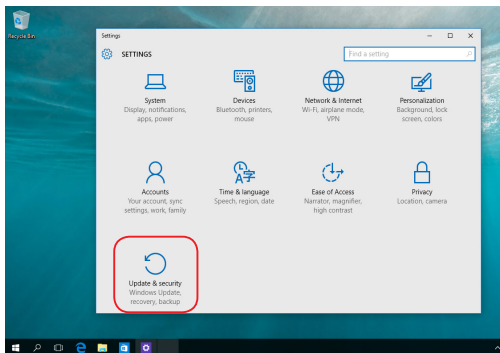 Recycle Bin
Settings
SETTINGS
Find a setting
System
Display, notifications,
apps, power
Devices
Bluetooth, printers,
mouse
Network & Internet
Wi-Fi, airplane mode,
VPN
Personalization
Background, lock
screen, colors
Accounts
Your account, sync
settings, work, family
Time & language
Speech, region, date
Ease of Access
Narrator, magnifier,
high contrast
Privacy
Location, camera
Update & security
Windows Update,
recovery, backup